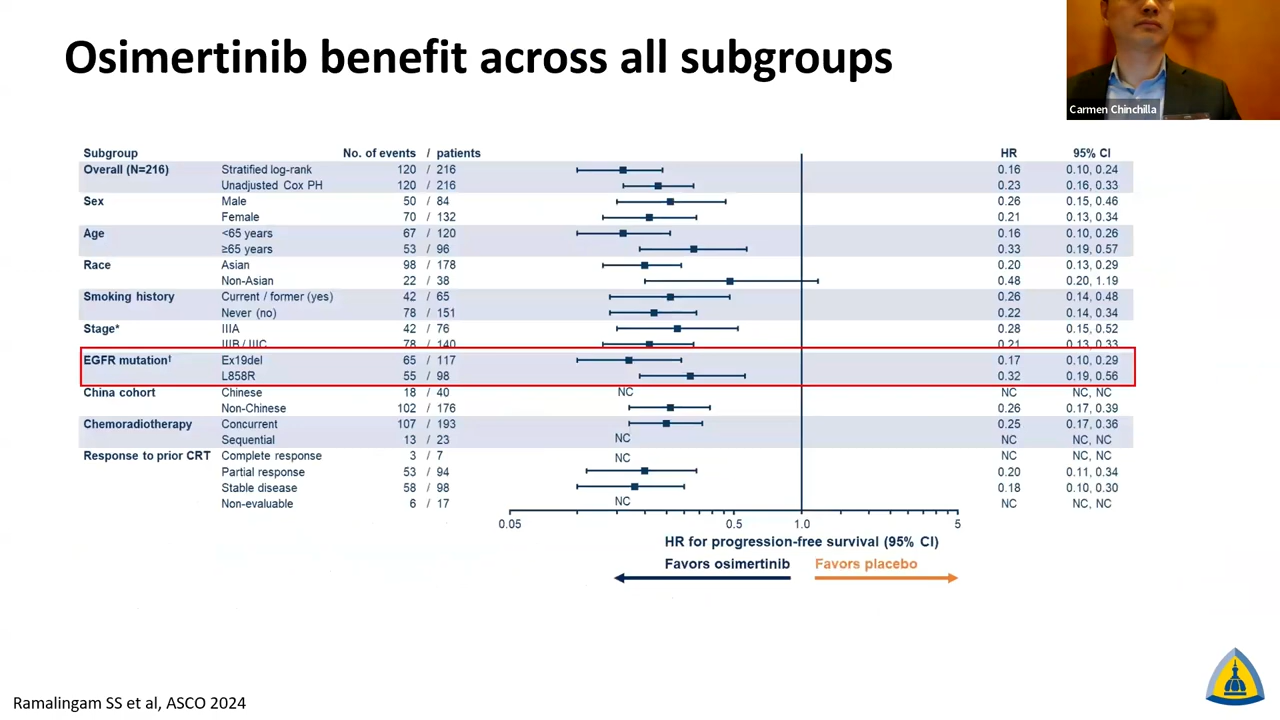 Osimertinib benefit across all subgroups
Carmen Chinchilla
Subgroup No. of events / patients HR 95% CI
Overall (N=216) Stratified log-rank 120 / 216 0.16 0.10, 0.24
Unadjusted Cox PH 120 / 216 0.23 0.16, 0.33
Sex Male 50 / 84 0.26 0.15, 0.46
Female 70 / 132 0.21 0.13, 0.34
Age <65 years 67 / 120 0.16 0.10, 0.26
≥65 years 53 / 96 0.33 0.19, 0.57
Race Asian 98 / 178 0.20 0.13, 0.29
Non-Asian 22 / 38 0.48 0.20, 1.19
Smoking history Current / former (yes) 42 / 65 0.26 0.14, 0.48
Never (no) 78 / 151 0.22 0.14, 0.34
Stage* IIIA 42 / 76 0.28 0.15, 0.52
IIIB / IIIC 78 / 140 0.21 0.13, 0.33
EGFR mutation† Ex19del 65 / 117 0.17 0.10, 0.29
L858R 55 / 98 0.32 0.19, 0.56
China cohort Chinese 18 / 40 NC NC NC, NC
Non-Chinese 102 / 176 0.26 0.17, 0.39
Chemoradiotherapy Concurrent 107 / 193 0.25 0.17, 0.36
Sequential 13 / 23 NC NC NC, NC
Response to prior CRT Complete response 3 / 7 NC NC NC, NC
Partial response 53 / 94 0.20 0.11, 0.34
Stable disease 58 / 98 0.18 0.10, 0.30
Non-evaluable 6 / 17 NC NC NC, NC
0.05 0.5 1.0 5
HR for progression-free survival (95% CI)
Favors osimertinib Favors placebo
Ramalingam SS et al, ASCO 2024